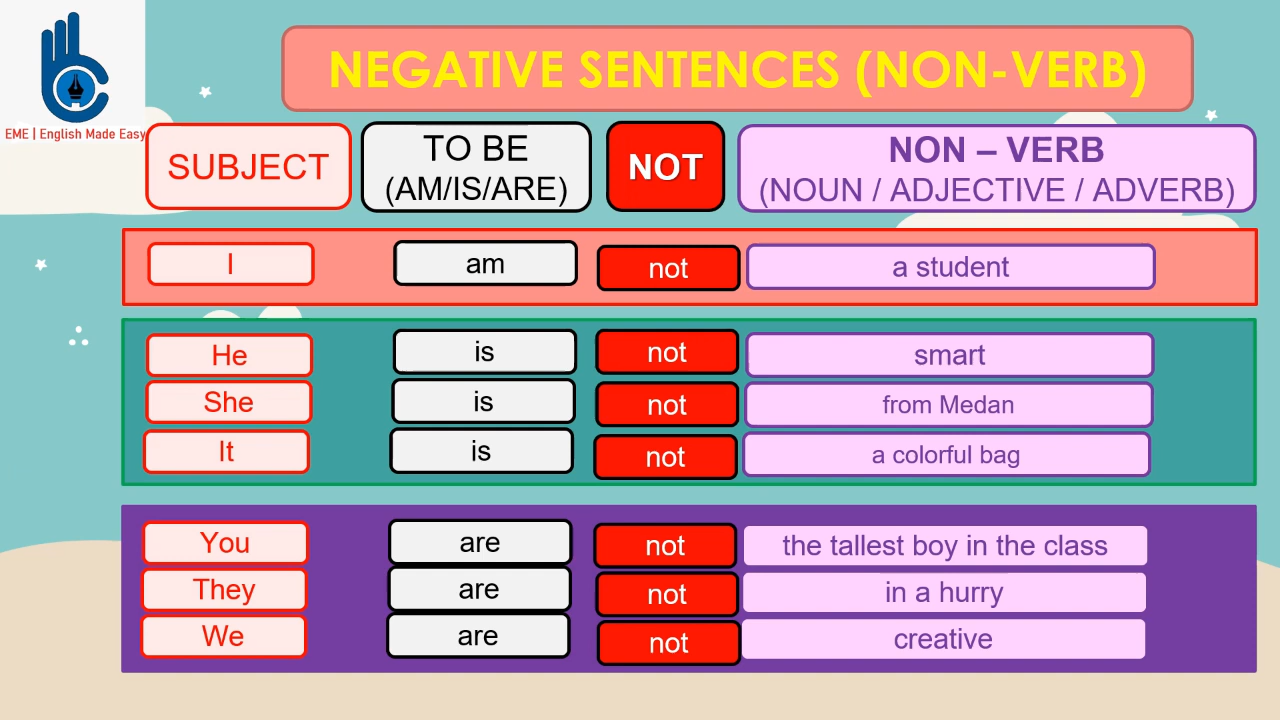 EME | English Made Easy
NEGATIVE SENTENCES (NON-VERB)
SUBJECT
TO BE
(AM/IS/ARE)
NOT
NON – VERB
(NOUN / ADJECTIVE / ADVERB)
I am not a student
He is not smart
She is not from Medan
It is not a colorful bag
You are not the tallest boy in the class
They are not in a hurry
We are not creative